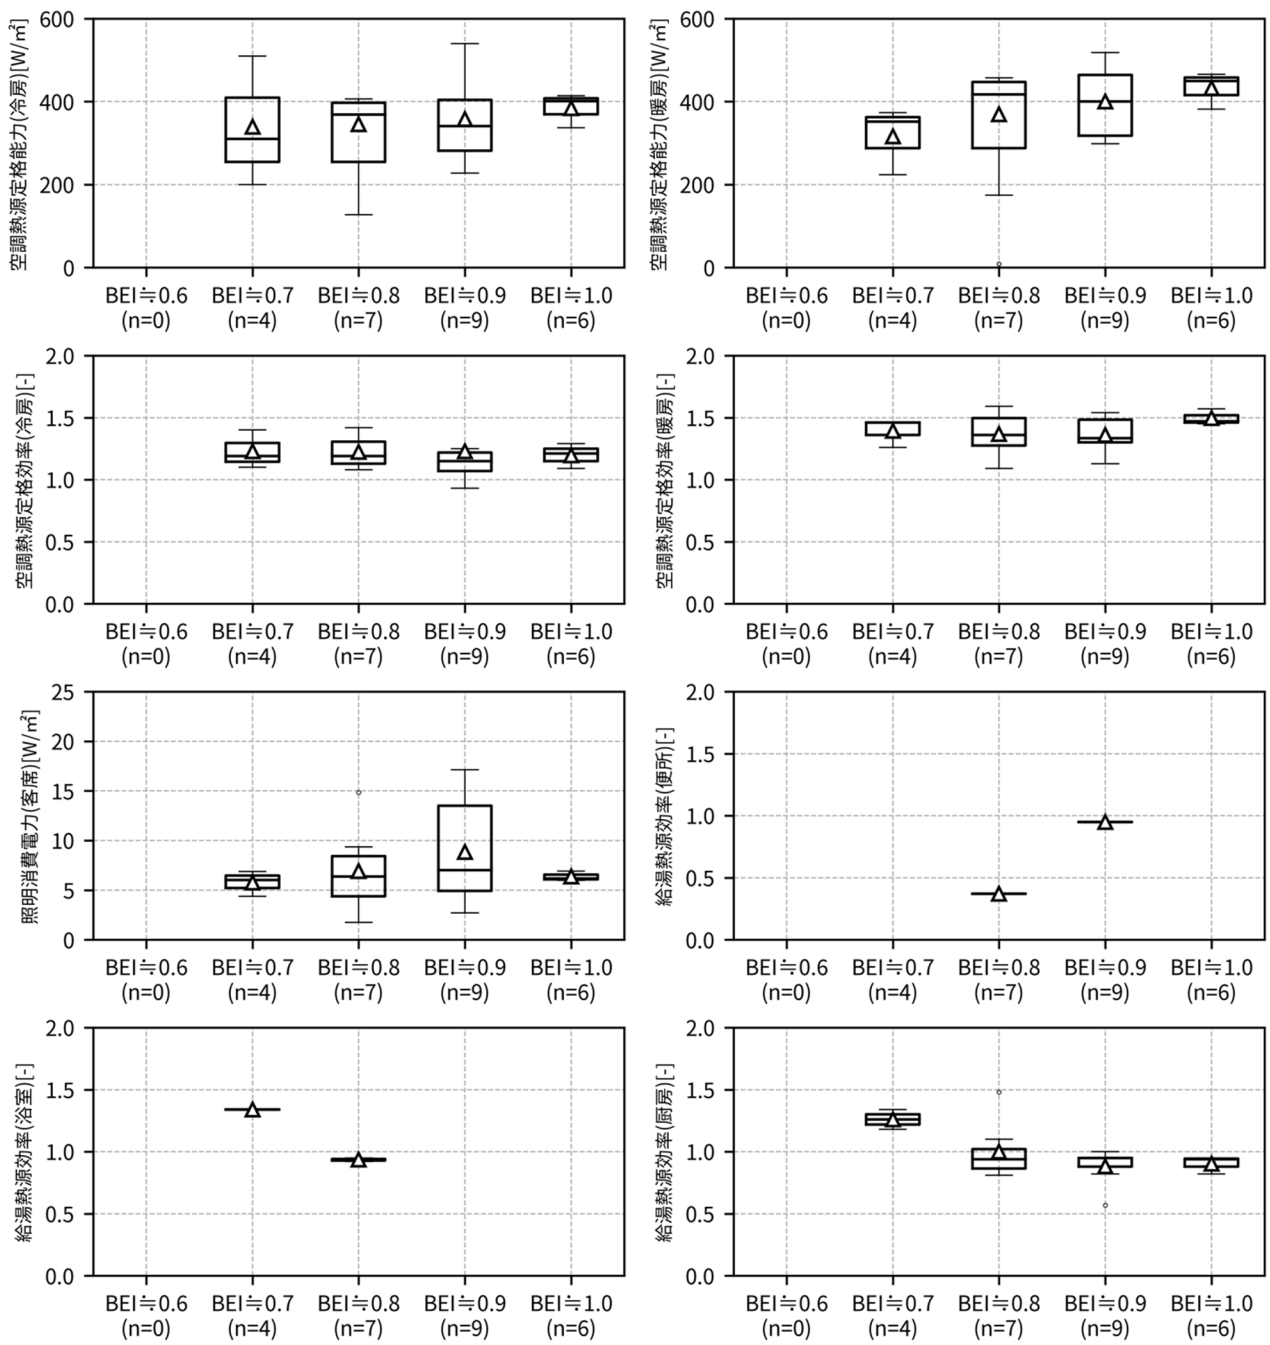 空調熱源定格能力(冷房)[W/㎡]
600
400
200
0
BEI≒0.6 BEI≒0.7 BEI≒0.8 BEI≒0.9 BEI≒1.0
(n=0) (n=4) (n=7) (n=9) (n=6)
空調熱源定格能力(暖房)[W/㎡]
600
400
200
0
BEI≒0.6 BEI≒0.7 BEI≒0.8 BEI≒0.9 BEI≒1.0
(n=0) (n=4) (n=7) (n=9) (n=6)
空調熱源定格効率(冷房)[-]
2.0
1.5
1.0
0.5
0.0
BEI≒0.6 BEI≒0.7 BEI≒0.8 BEI≒0.9 BEI≒1.0
(n=0) (n=4) (n=7) (n=9) (n=6)
空調熱源定格効率(暖房)[-]
2.0
1.5
1.0
0.5
0.0
BEI≒0.6 BEI≒0.7 BEI≒0.8 BEI≒0.9 BEI≒1.0
(n=0) (n=4) (n=7) (n=9) (n=6)
照明消費電力(客席)[W/㎡]
25
20
15
10
5
0
BEI≒0.6 BEI≒0.7 BEI≒0.8 BEI≒0.9 BEI≒1.0
(n=0) (n=4) (n=7) (n=9) (n=6)
給湯熱源効率(便所)[-]
2.0
1.5
1.0
0.5
0.0
BEI≒0.6 BEI≒0.7 BEI≒0.8 BEI≒0.9 BEI≒1.0
(n=0) (n=4) (n=7) (n=9) (n=6)
給湯熱源効率(浴室)[-]
2.0
1.5
1.0
0.5
0.0
BEI≒0.6 BEI≒0.7 BEI≒0.8 BEI≒0.9 BEI≒1.0
(n=0) (n=4) (n=7) (n=9) (n=6)
給湯熱源効率(厨房)[-]
2.0
1.5
1.0
0.5
0.0
BEI≒0.6 BEI≒0.7 BEI≒0.8 BEI≒0.9 BEI≒1.0
(n=0) (n=4) (n=7) (n=9) (n=6)